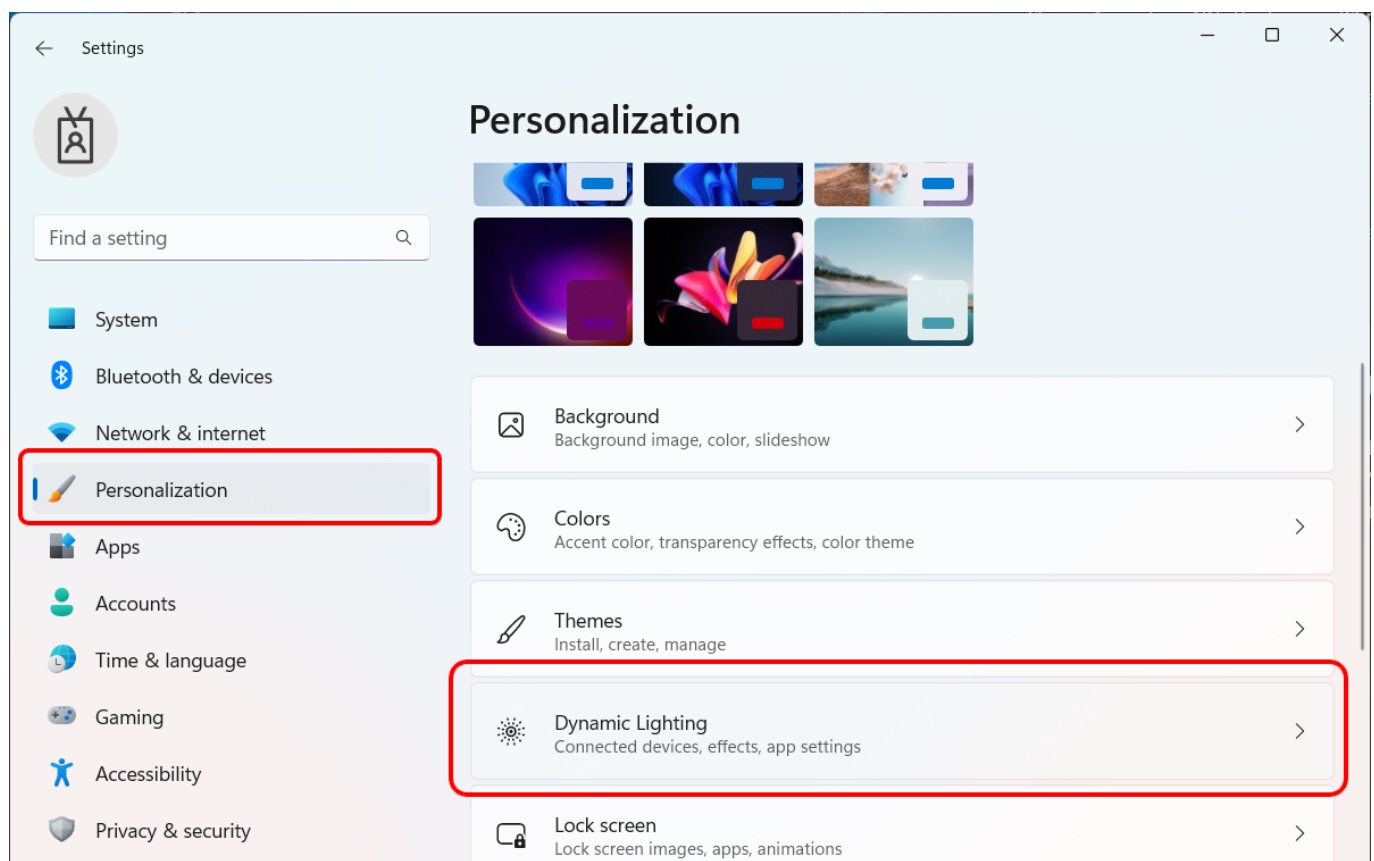 Settings
Find a setting
System
Bluetooth & devices
Network & internet
Personalization
Apps
Accounts
Time & language
Gaming
Accessibility
Privacy & security
Personalization
Background
Background image, color, slideshow
Colors
Accent color, transparency effects, color theme
Themes
Install, create, manage
Dynamic Lighting
Connected devices, effects, app settings
Lock screen
Lock screen images, apps, animations